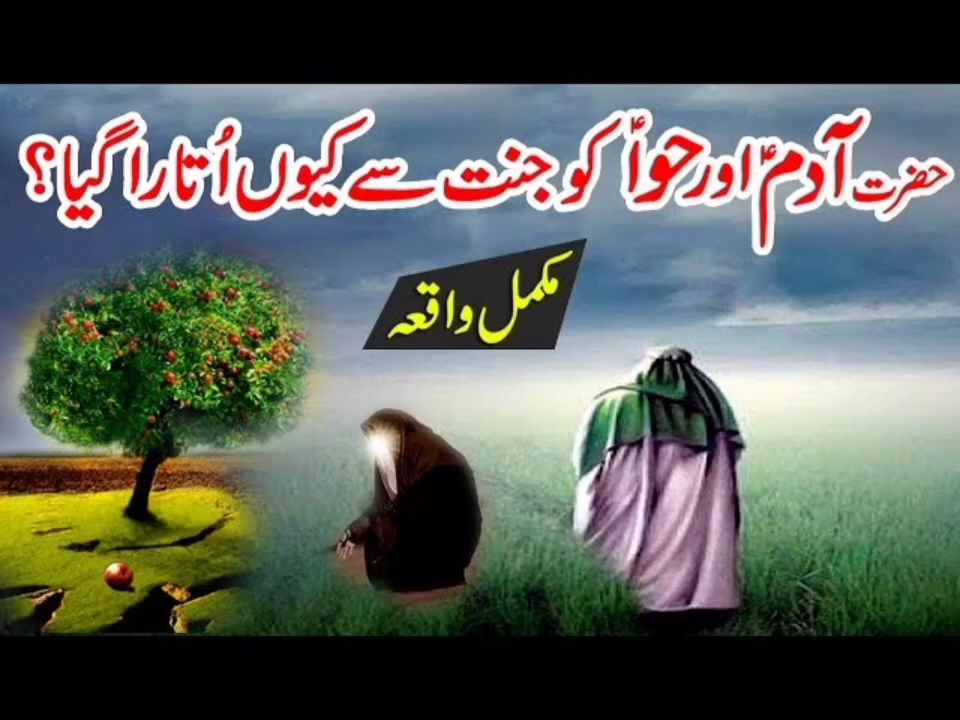 حضرت آدمؑ اور حواؑ کو جنت سے کیوں اُتارا گیا؟
مکمل واقعہ